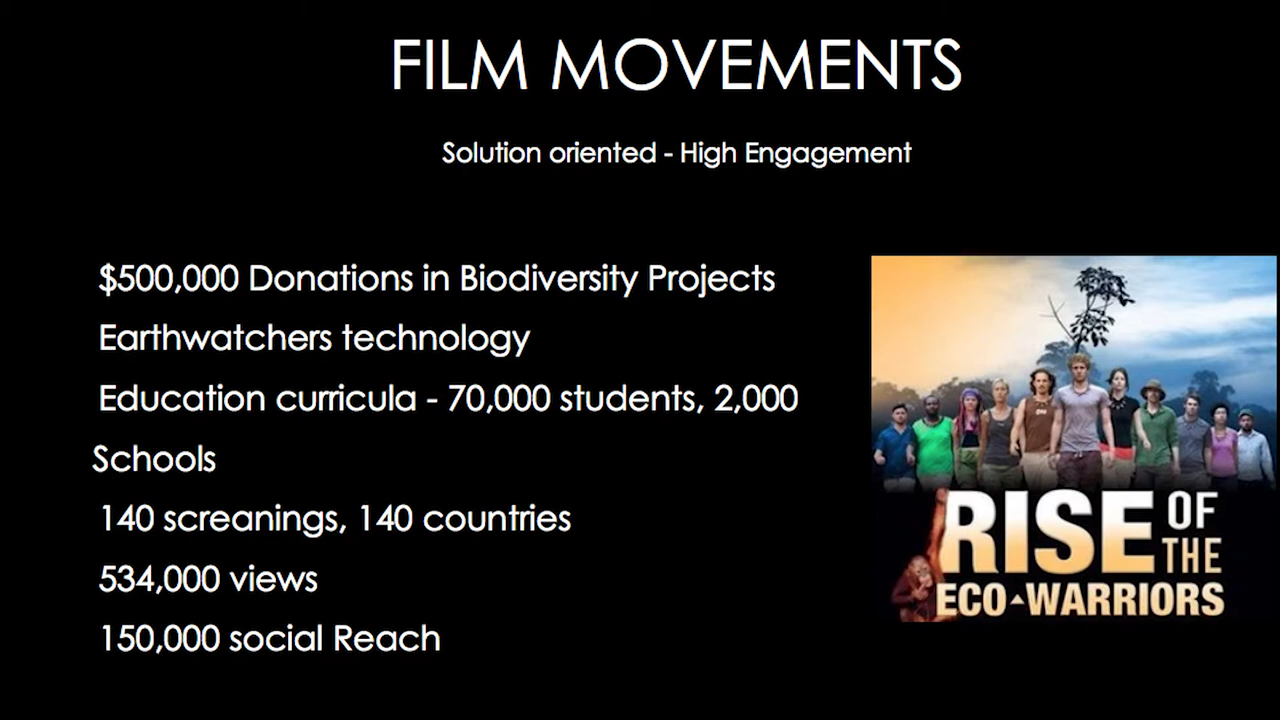 FILM MOVEMENTS
Solution oriented - High Engagement
$500,000 Donations in Biodiversity Projects
Earthwatchers technology
Education curricula - 70,000 students, 2,000
Schools
140 screanings, 140 countries
534,000 views
150,000 social Reach
RISE OF
THE
ECO-WARRIORS